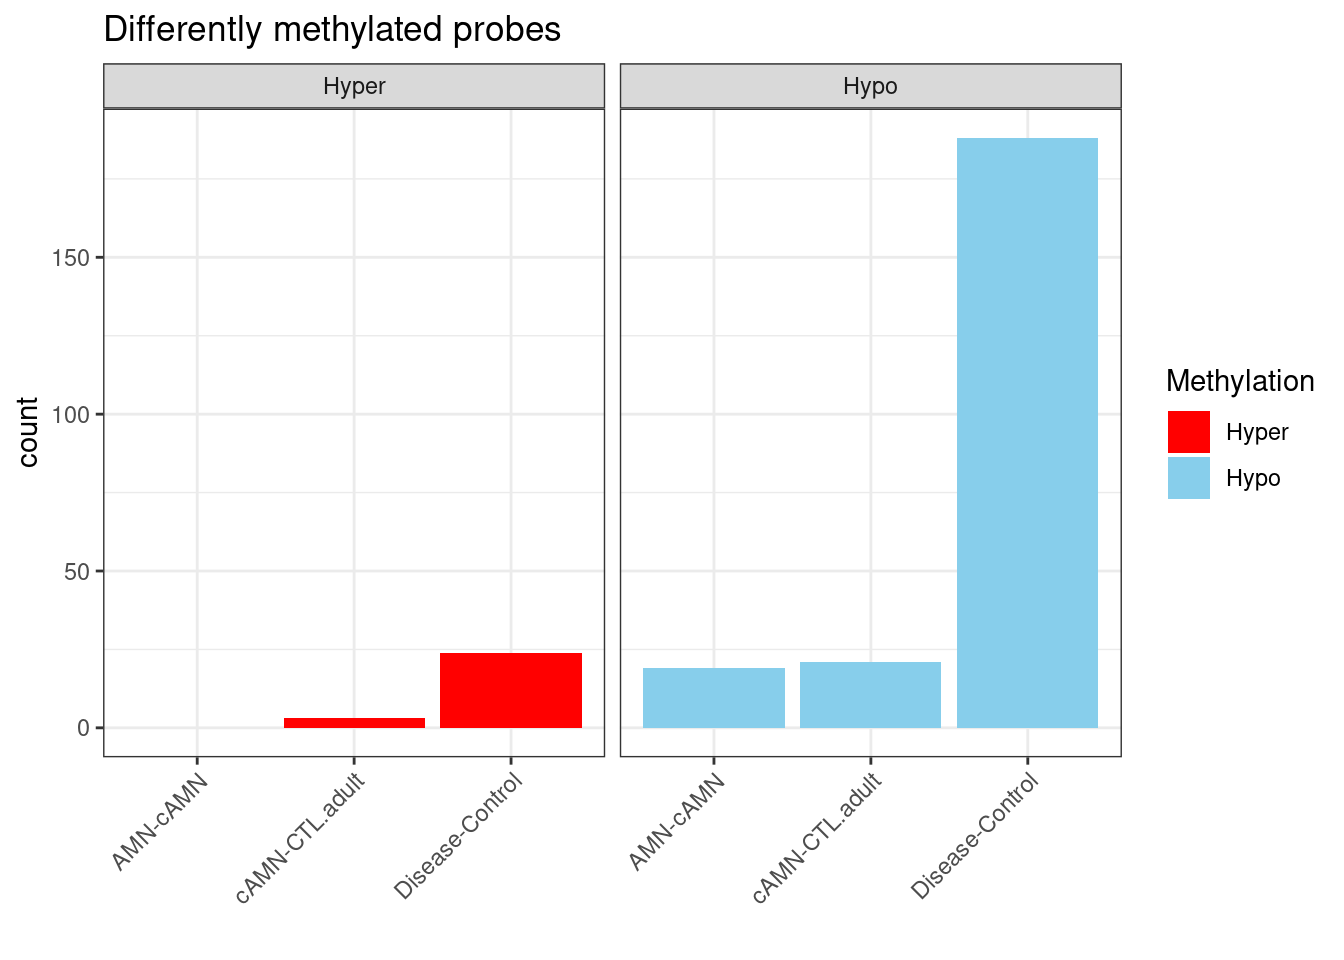 Differently methylated probes
Hyper
Hypo
count
150
100
50
0
AMN-cAMN
cAMN-CTL.adult
Disease-Control
AMN-cAMN
cAMN-CTL.adult
Disease-Control
Methylation
Hyper
Hypo